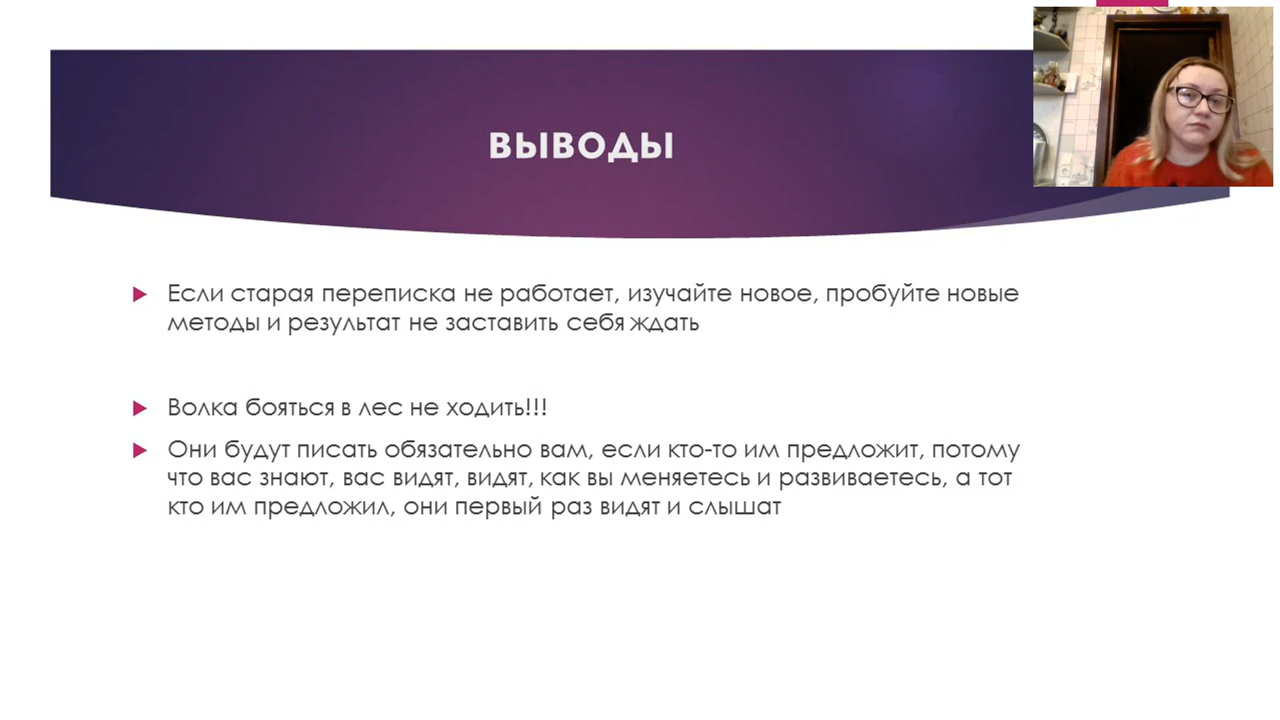 ВЫВОДЫ
Если старая переписка не работает, изучайте новое, пробуйте новые
методы и результат не заставить себя ждать
Волка бояться в лес не ходить!!!
Они будут писать обязательно вам, если кто-то им предложит, потому
что вас знают, вас видят, видят, как вы меняетесь и развиваетесь, а тот
кто им предложил, они первый раз видят и слышат